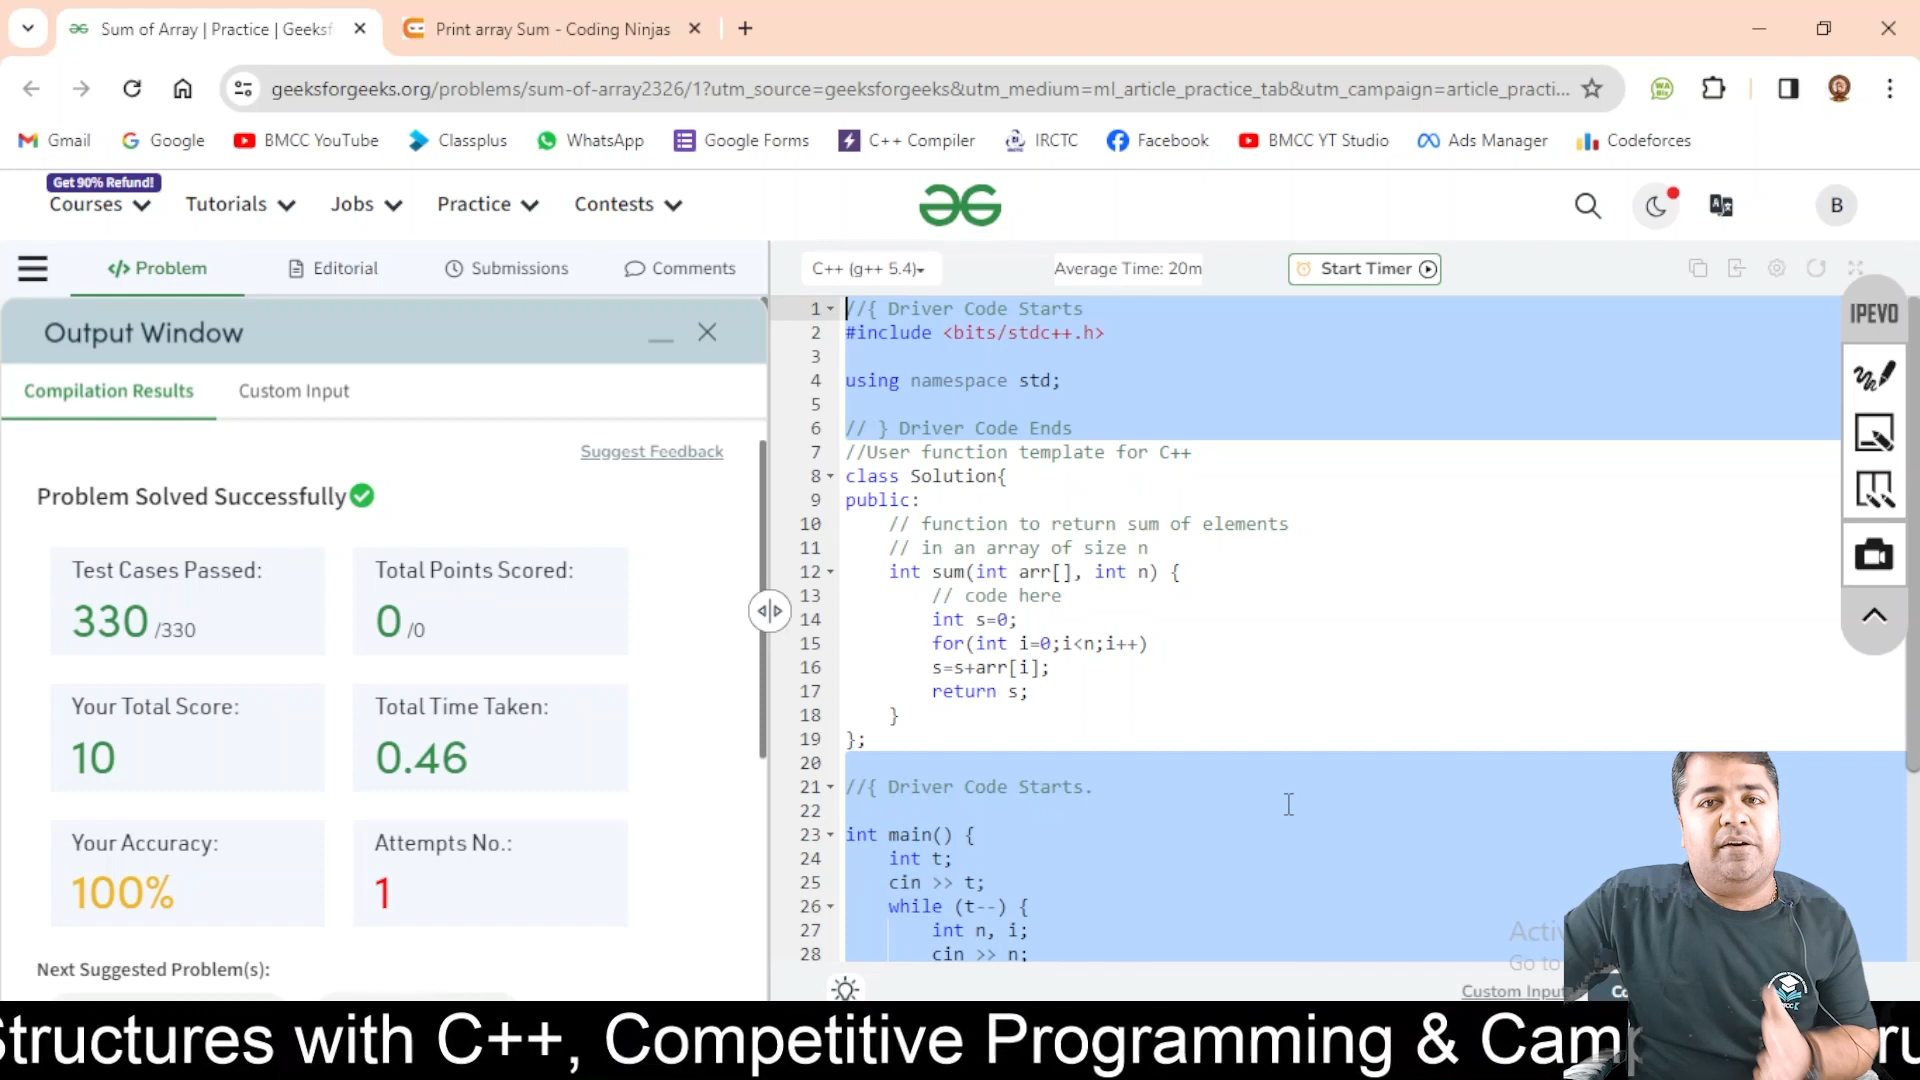 Sum of Array | Practice | Geeksf
Print array Sum - Coding Ninjas
geeksforgeeks.org/problems/sum-of-array2326/1?utm_source=geeksforgeeks&utm_medium=ml_article_practice_tab&utm_campaign=article_practi...
Gmail
Google
BMCC YouTube
Classplus
WhatsApp
Google Forms
C++ Compiler
IRCTC
Facebook
BMCC YT Studio
Ads Manager
Codeforces
Get 90% Refund!
Courses
Tutorials
Jobs
Practice
Contests
B
</> Problem
Editorial
Submissions
Comments
C++ (g++ 5.4)
Average Time: 20m
Start Timer
Output Window
Compilation Results
Custom Input
Suggest Feedback
Problem Solved Successfully
Test Cases Passed:
330 /330
Total Points Scored:
0 /0
Your Total Score:
10
Total Time Taken:
0.46
Your Accuracy:
100%
Attempts No.:
1
Next Suggested Problem(s):
1 //{ Driver Code Starts
2 #include <bits/stdc++.h>
3
4 using namespace std;
5
6 // } Driver Code Ends
7 //User function template for C++
8 class Solution{
9 public:
10 // function to return sum of elements
11 // in an array of size n
12 int sum(int arr[], int n) {
13 // code here
14 int s=0;
15 for(int i=0;i<n;i++)
16 s=s+arr[i];
17 return s;
18 }
19 };
20
21 //{ Driver Code Starts.
22
23 int main() {
24 int t;
25 cin >> t;
26 while (t--) {
27 int n, i;
28 cin >> n;
IPEVO
Activ
Go to
Custom Input
Co
Structures with C++, Competitive Programming & Camp
ru